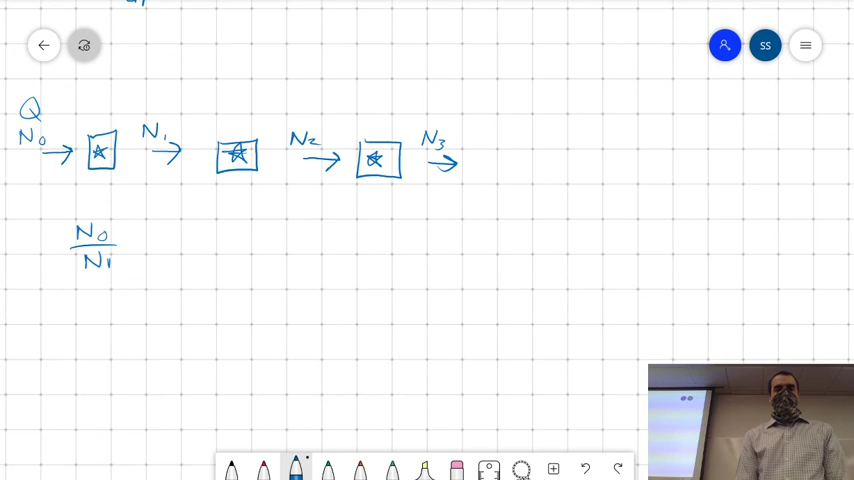 SS
Q
N₀ → ☆ N₁ → ☆ N₂ → ☆ N₃ →
N₀
N₁